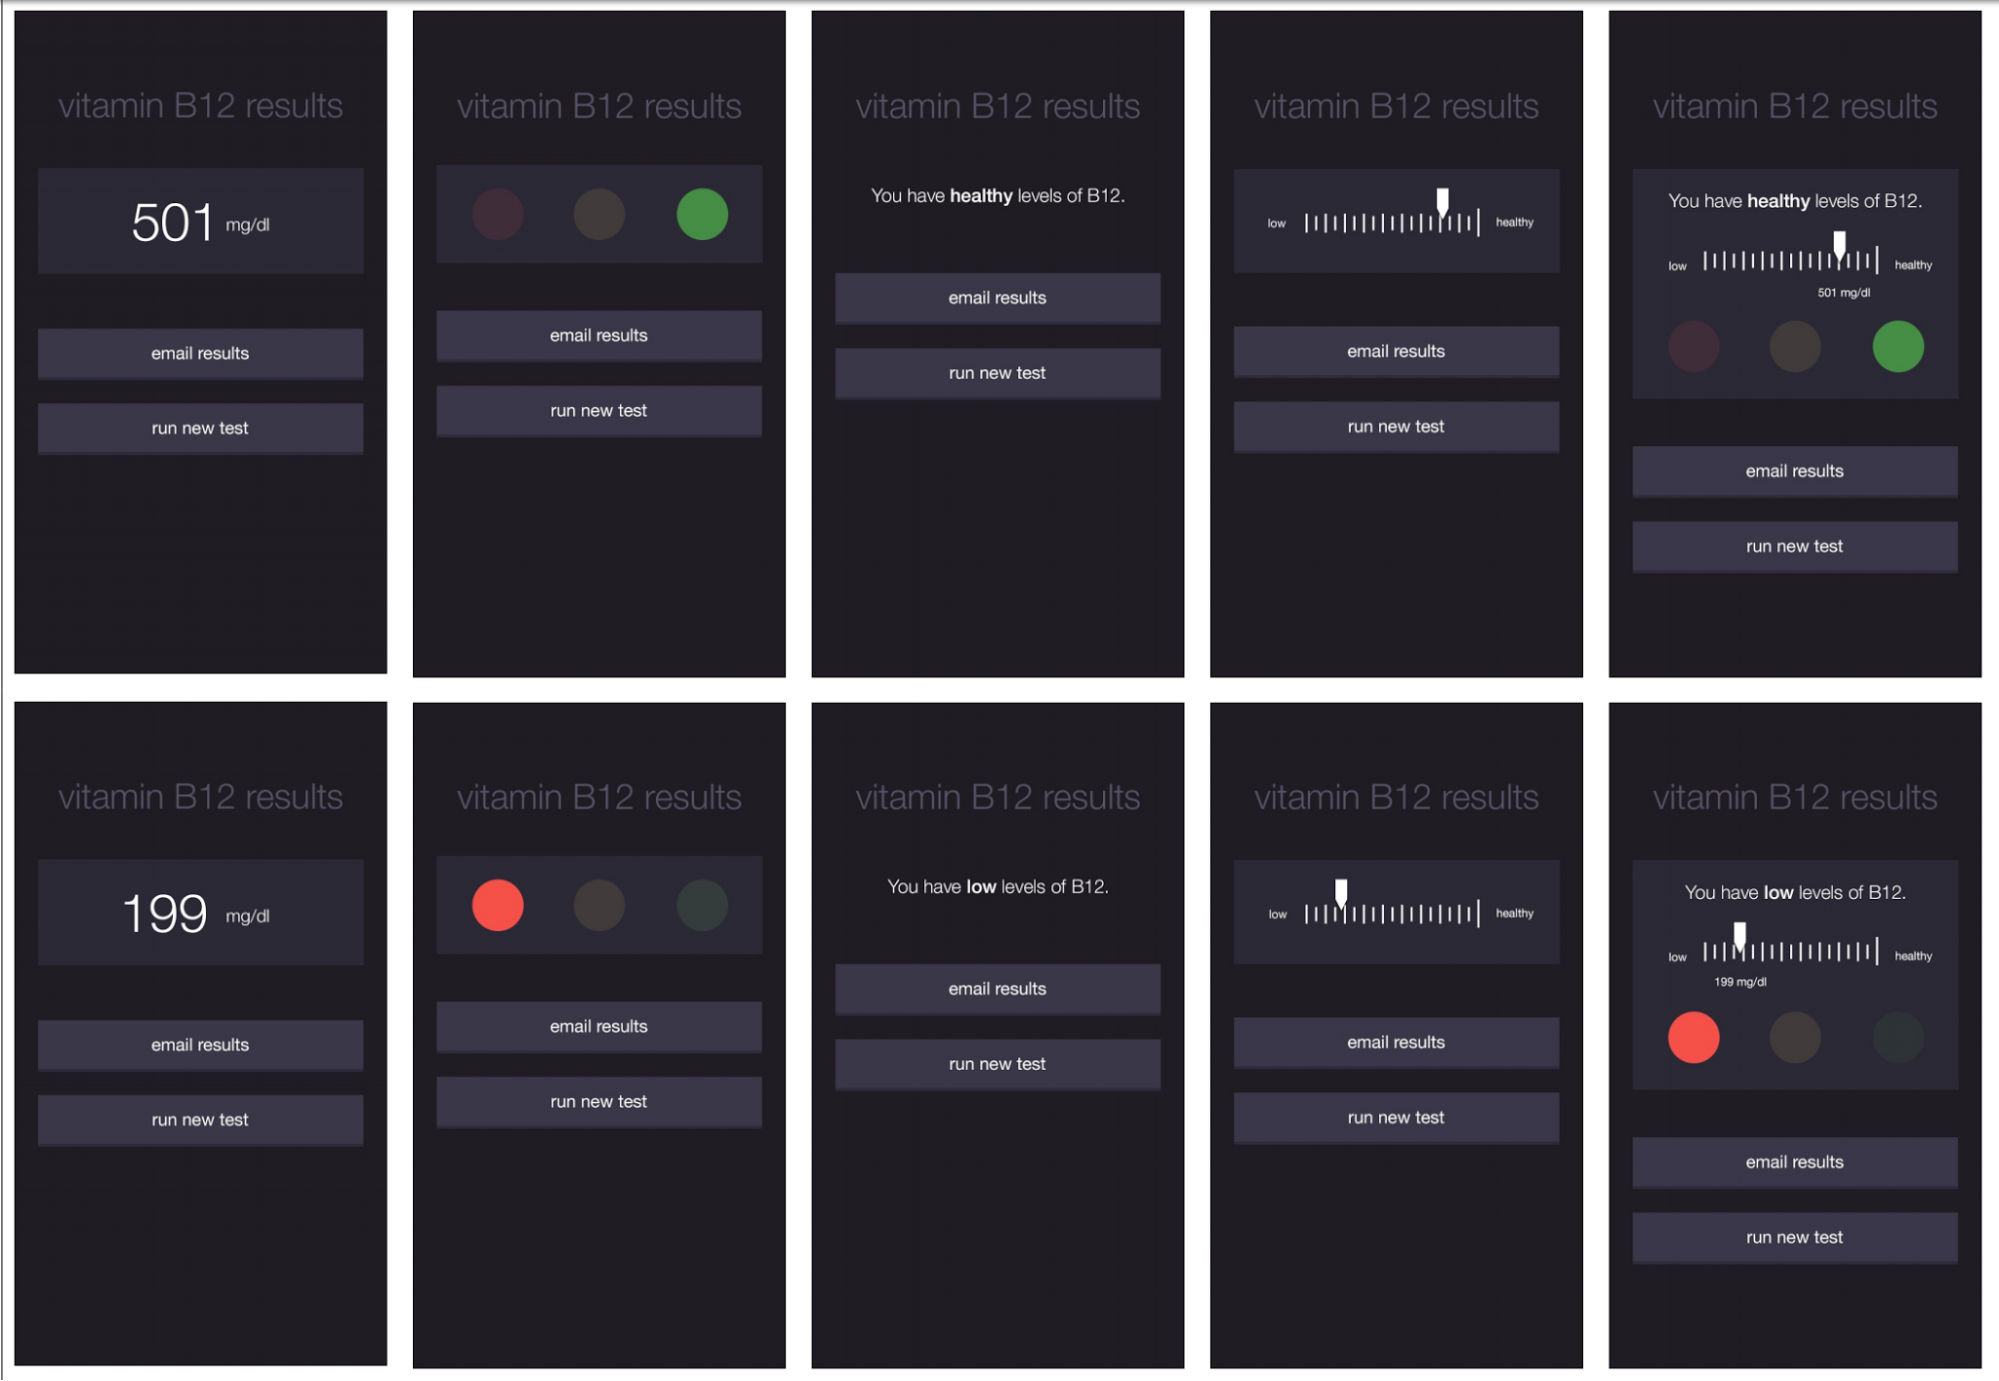 vitamin B12 results
501 mg/dl
email results
run new test
vitamin B12 results
email results
run new test
vitamin B12 results
You have healthy levels of B12.
email results
run new test
vitamin B12 results
low healthy
email results
run new test
vitamin B12 results
You have healthy levels of B12.
low healthy
501 mg/dl
email results
run new test
vitamin B12 results
199 mg/dl
email results
run new test
vitamin B12 results
email results
run new test
vitamin B12 results
You have low levels of B12.
email results
run new test
vitamin B12 results
low healthy
email results
run new test
vitamin B12 results
You have low levels of B12.
low healthy
199 mg/dl
email results
run new test